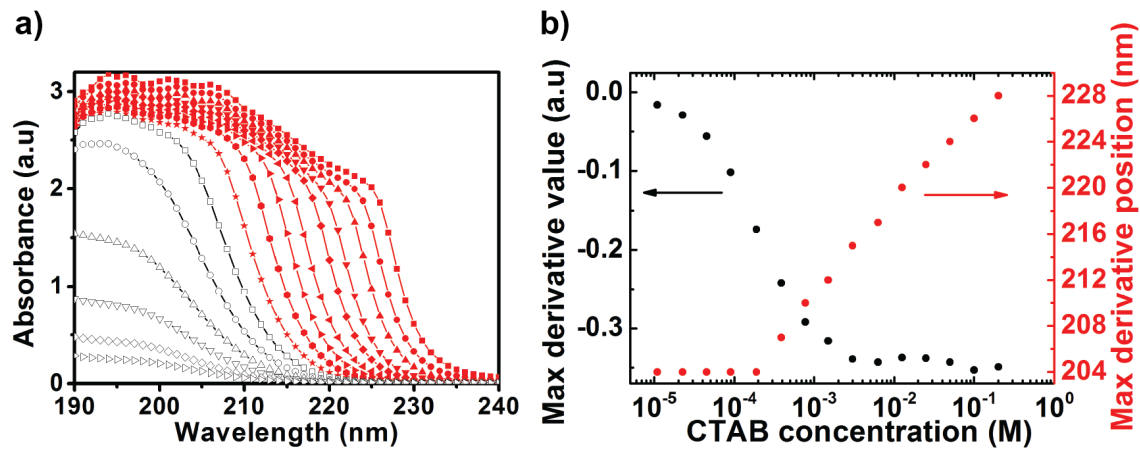 a)
Absorbance (a.u)
3
2
1
0
190 200 210 220 230 240
Wavelength (nm)
b)
Max derivative value (a.u)
0.0
-0.1
-0.2
-0.3
10-5 10-4 10-3 10-2 10-1 100
CTAB concentration (M)
228
224
220
216
212
208
204
Max derivative position (nm)